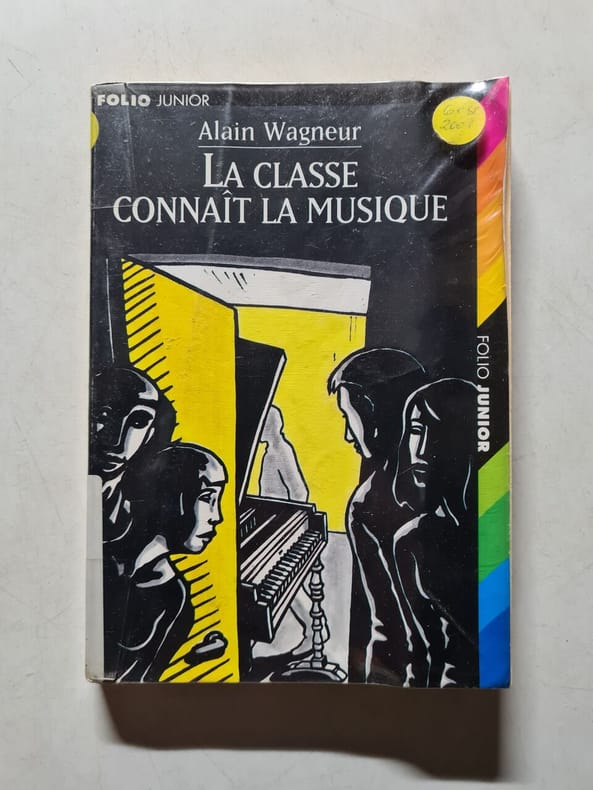 FOLIO JUNIOR
Alain Wagneur
LA CLASSE
CONNAÎT LA MUSIQUE
FOLIO JUNIOR